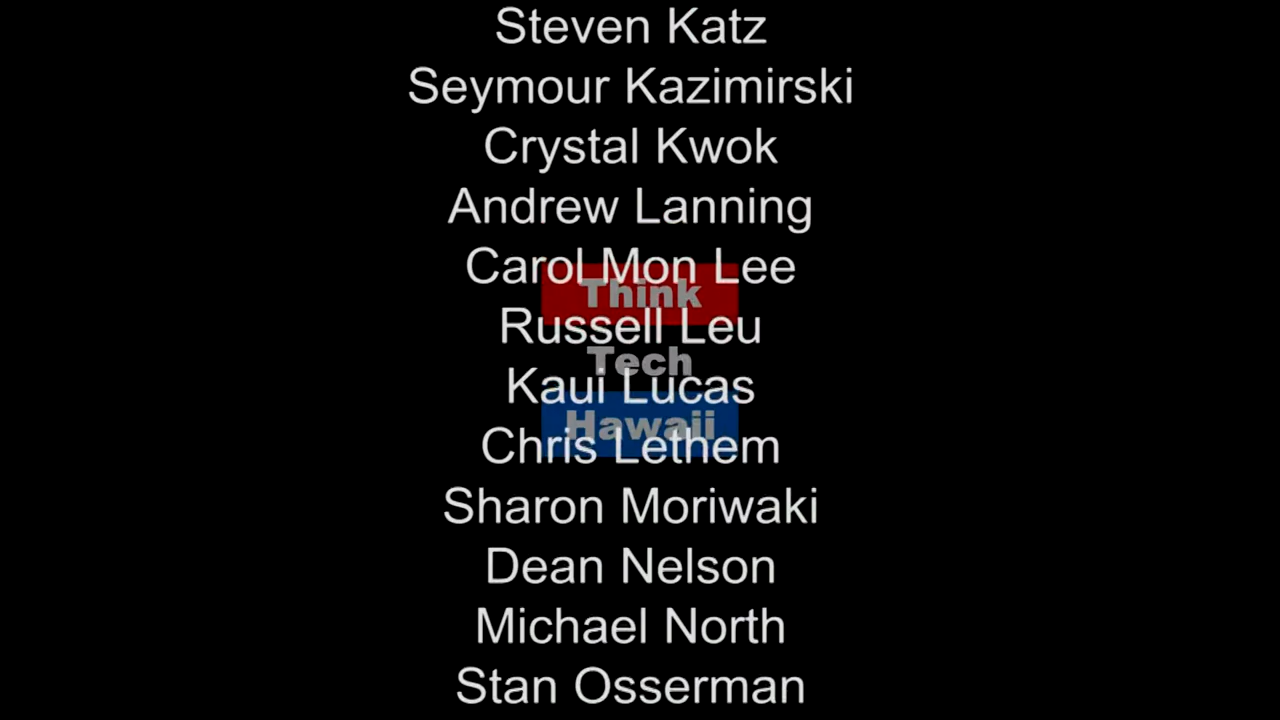 Steven Katz
Seymour Kazimirski
Crystal Kwok
Andrew Lanning
Carol Mon Lee
Think
Russell Leu
Tech
Kaui Lucas
Hawaii
Chris Lethem
Sharon Moriwaki
Dean Nelson
Michael North
Stan Osserman